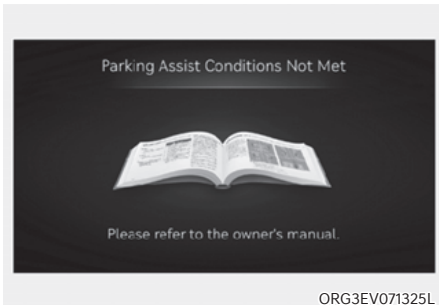 Parking Assist Conditions Not Met
Please refer to the owner's manual.
ORG3EV071325L